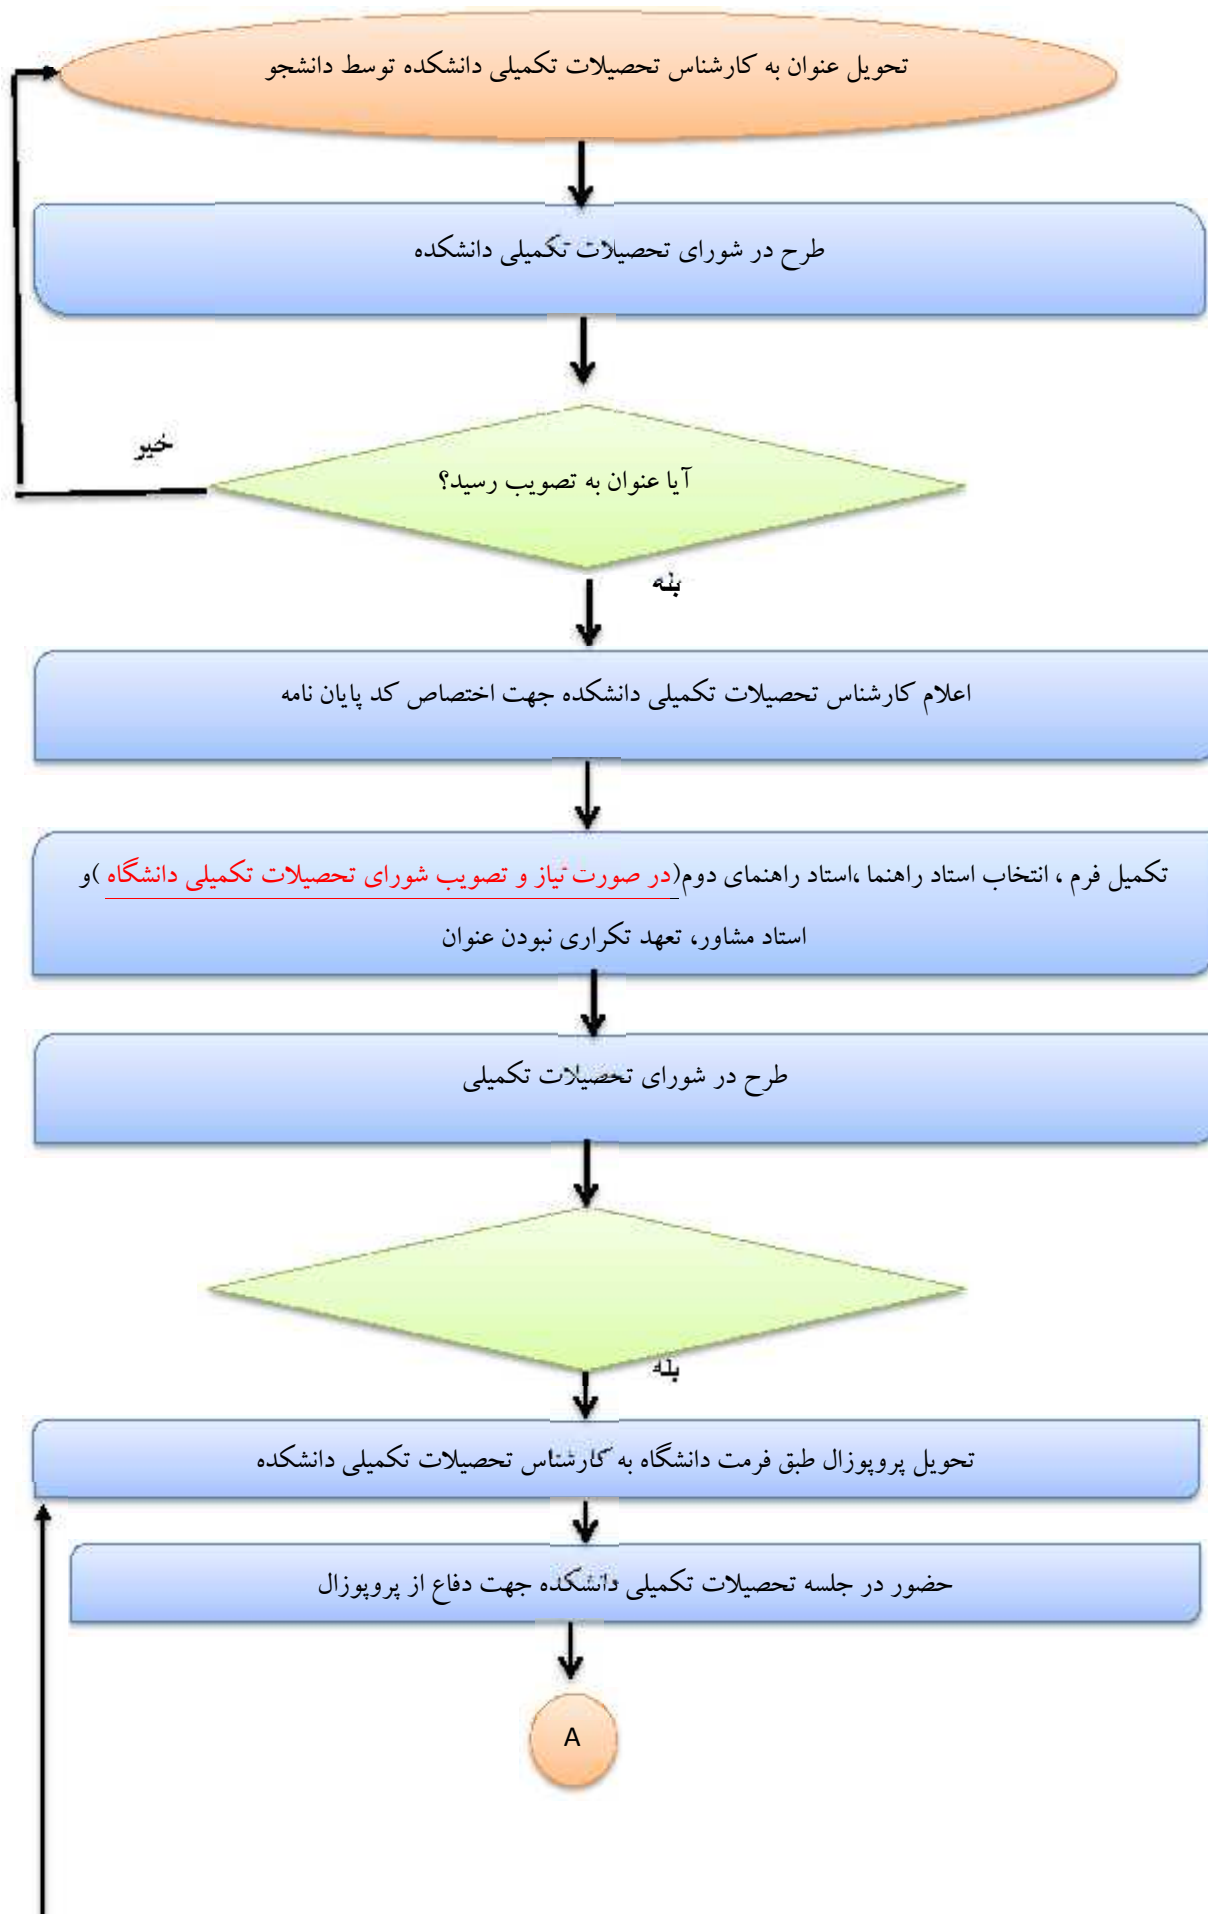 تحویل عنوان به کارشناس تحصیلات تکمیلی دانشکده توسط دانشجو
طرح در شورای تحصیلات تکمیلی دانشکده
خیر
آیا عنوان به تصویب رسید؟
بله
اعلام کارشناس تحصیلات تکمیلی دانشکده جهت اختصاص کد پایان نامه
تکمیل فرم ، انتخاب استاد راهنما ،استاد راهنمای دوم(در صورت نیاز و تصویب شورای تحصیلات تکمیلی دانشگاه )و
استاد مشاور، تعهد تکراری نبودن عنوان
طرح در شورای تحصیلات تکمیلی
بله
تحویل پروپوزال طبق فرمت دانشگاه به کارشناس تحصیلات تکمیلی دانشکده
حضور در جلسه تحصیلات تکمیلی دانشکده جهت دفاع از پروپوزال
A